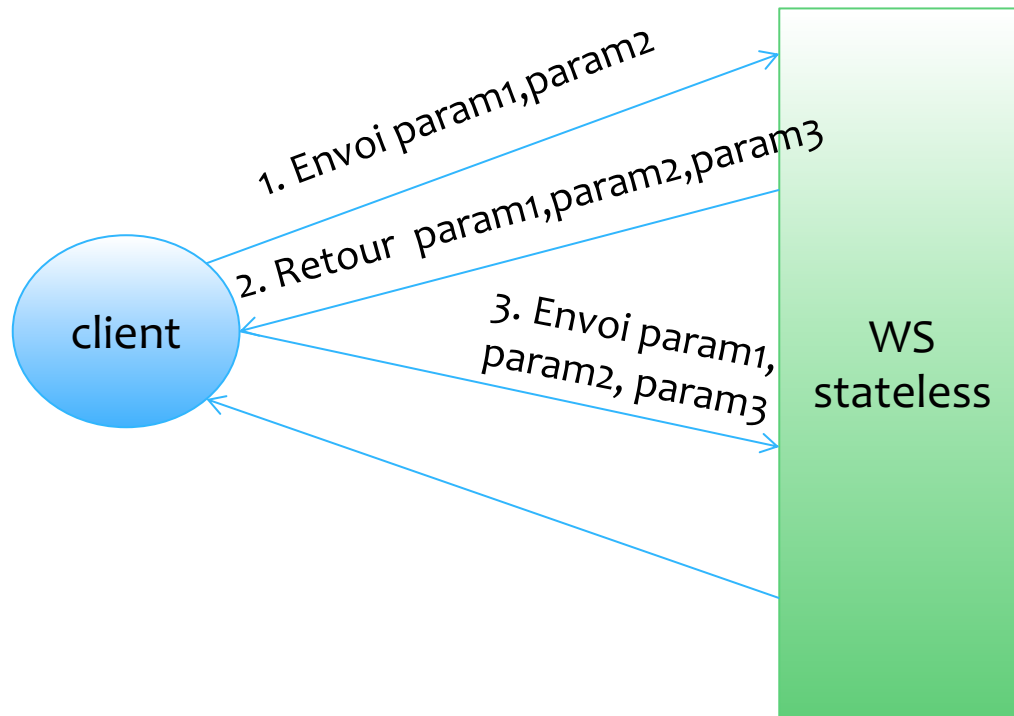 1. Envoi param1,param2
2. Retour param1,param2,param3
3. Envoi param1,
param2, param3
client
WS
stateless